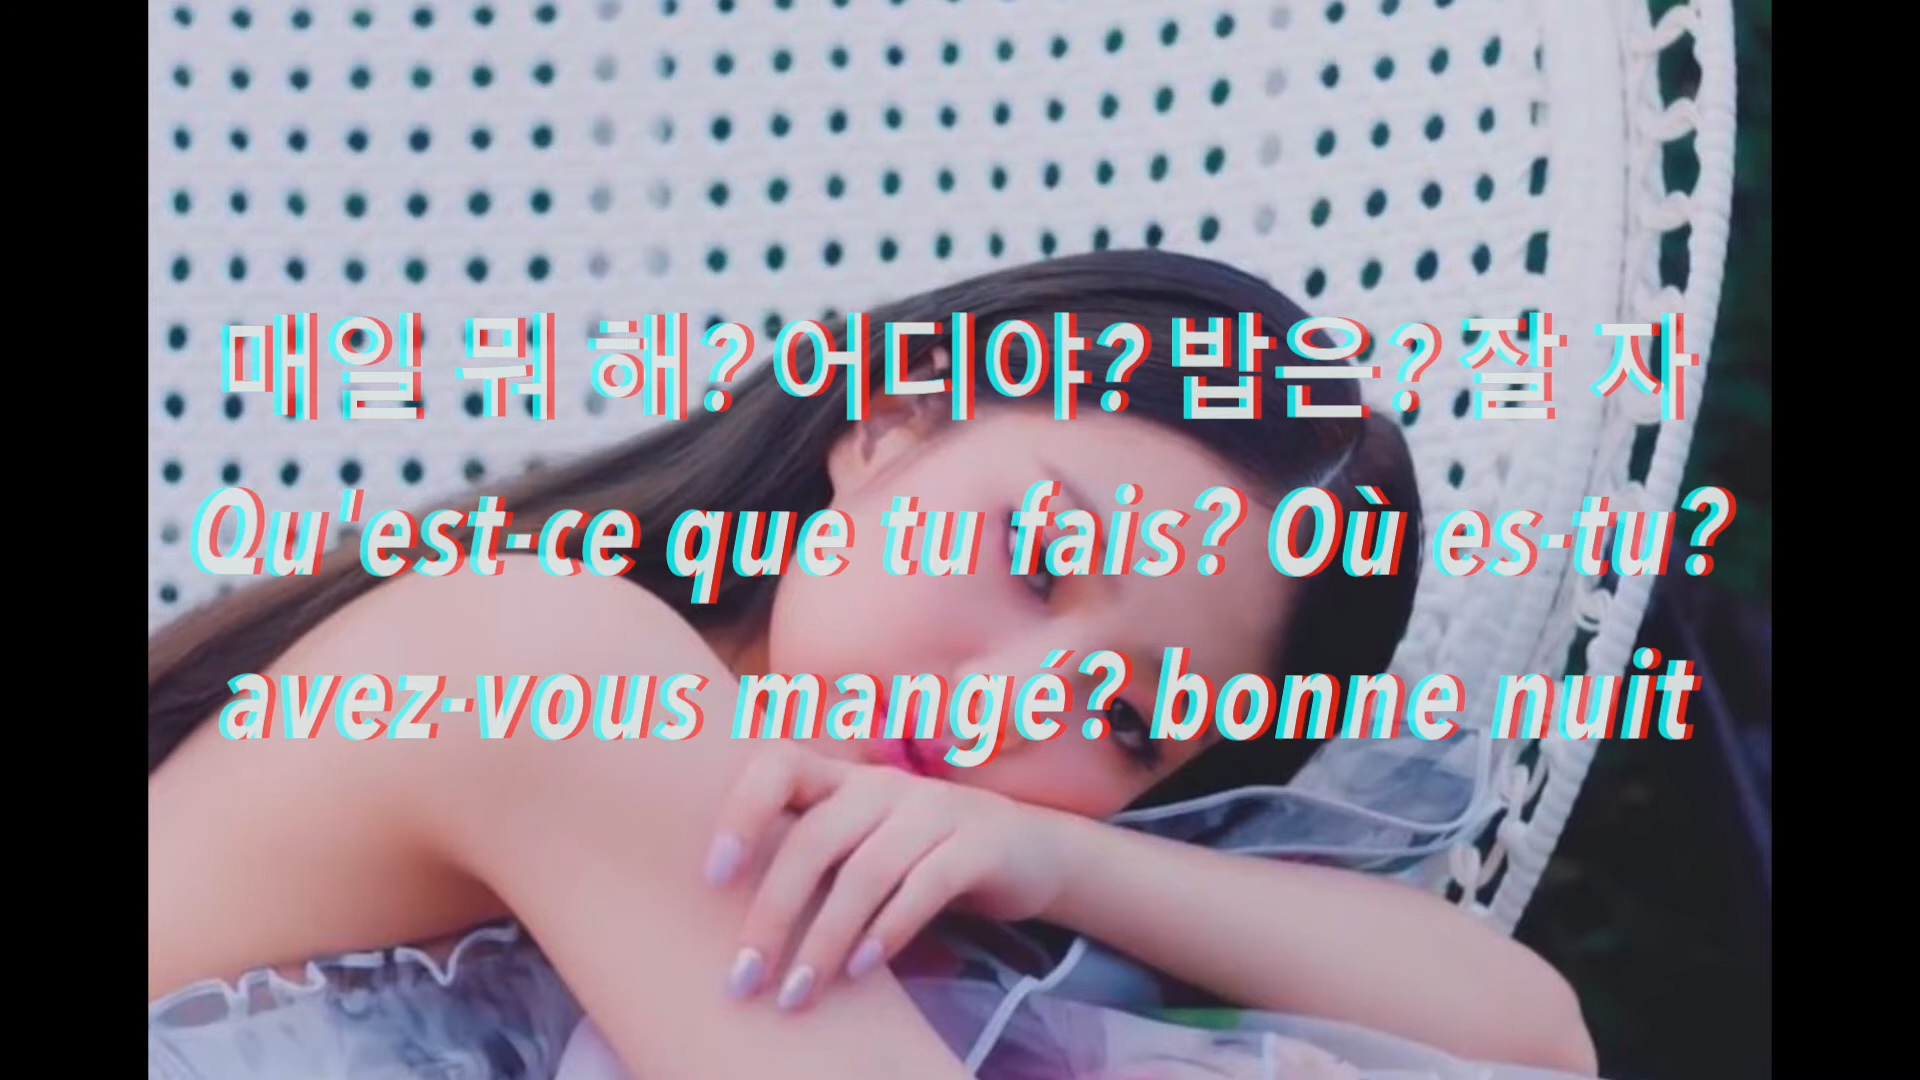 매일 뭐 해? 어디야? 밥은? 잘 자
Qu'est-ce que tu fais? Où es-tu?
avez-vous mangé? bonne nuit